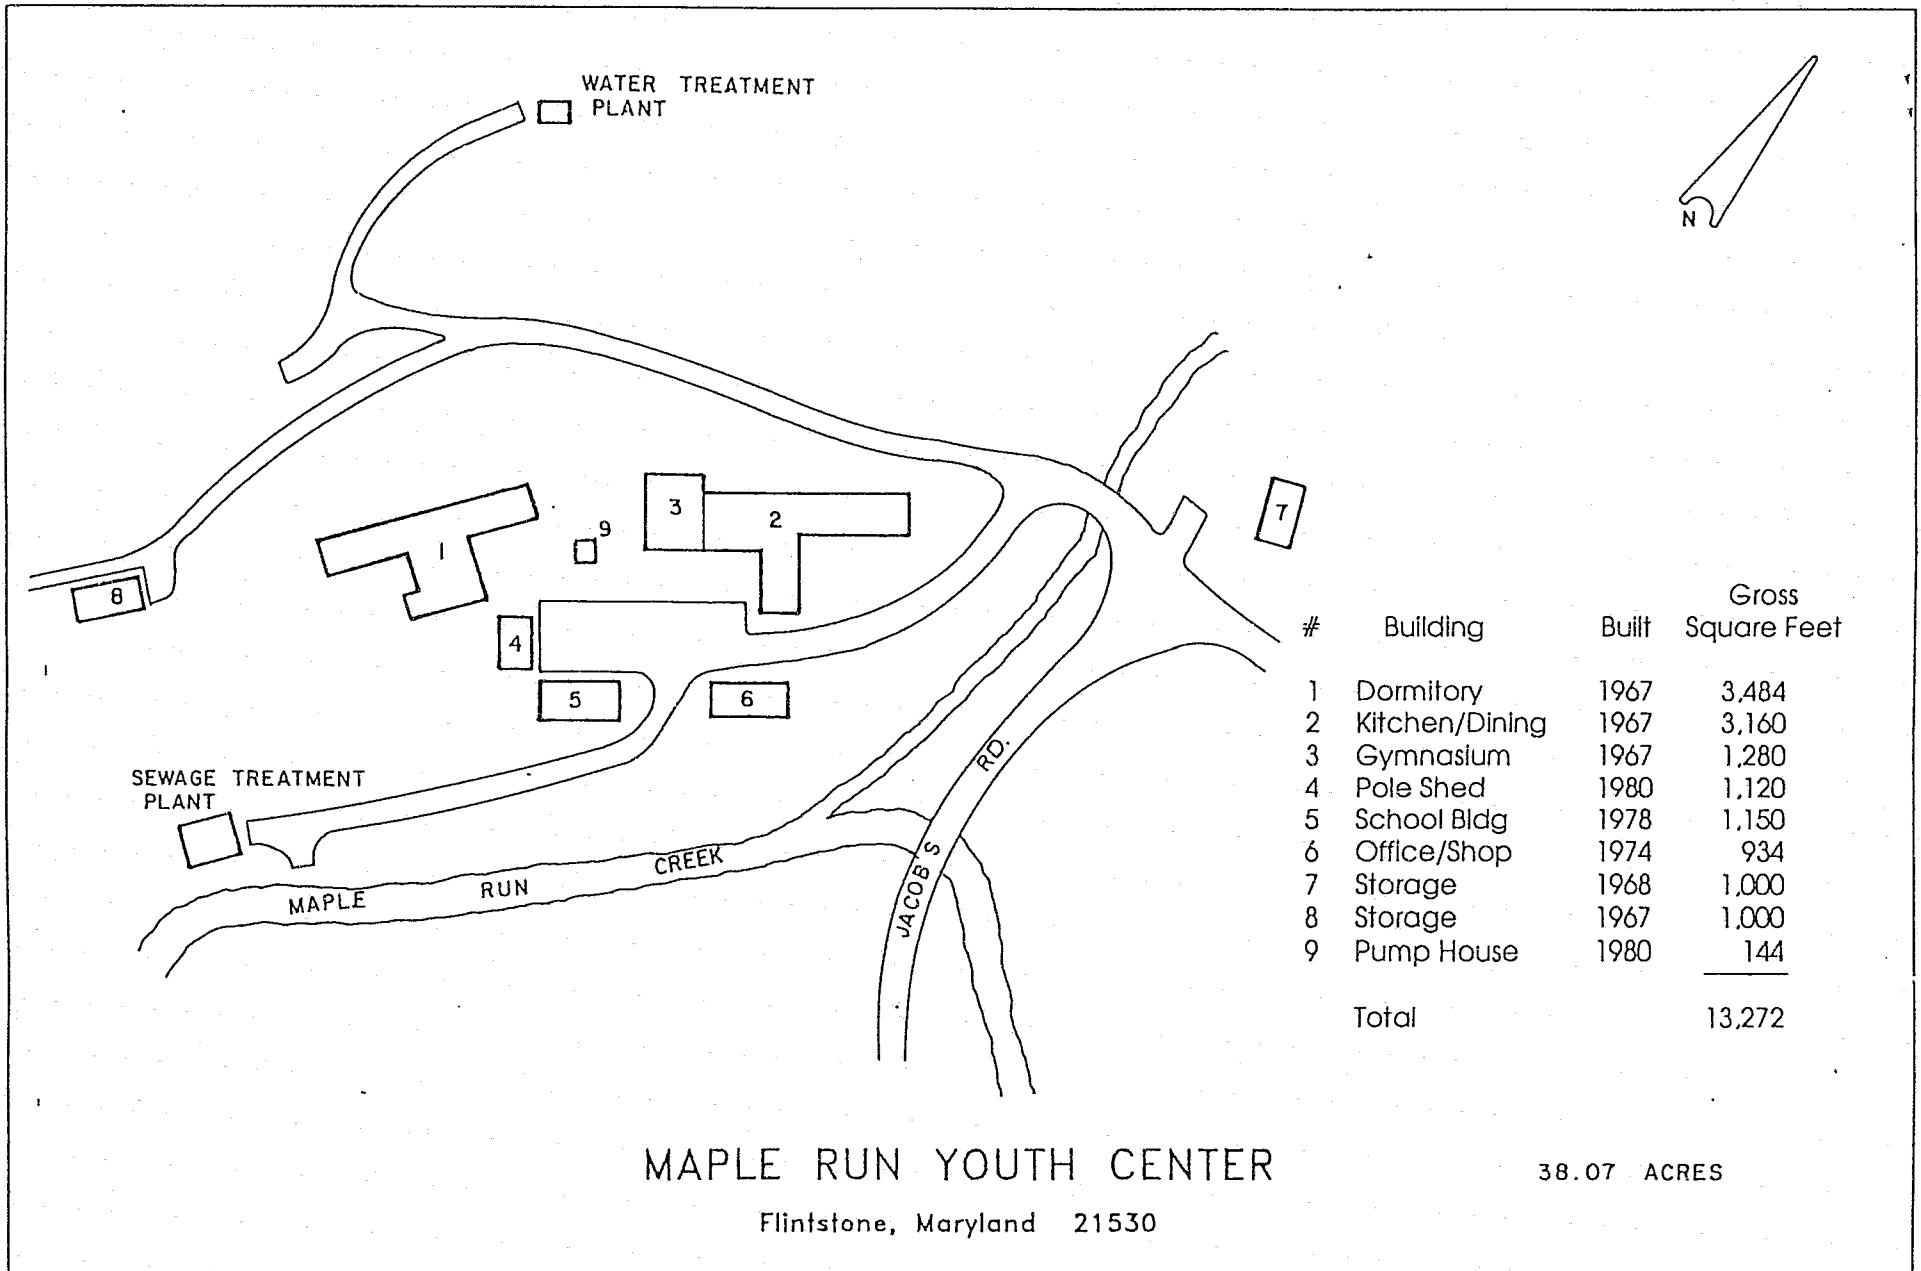 WATER TREATMENT
PLANT
N
3
2
9
1
7
8
4
5
6
SEWAGE TREATMENT
PLANT
MAPLE RUN CREEK
JACOB'S RD.
Gross
# Building Built Square Feet
1 Dormitory 1967 3,484
2 Kitchen/Dining 1967 3,160
3 Gymnasium 1967 1,280
4 Pole Shed 1980 1,120
5 School Bldg 1978 1,150
6 Office/Shop 1974 934
7 Storage 1968 1,000
8 Storage 1967 1,000
9 Pump House 1980 144
Total 13,272
MAPLE RUN YOUTH CENTER
38.07 ACRES
Flintstone, Maryland 21530